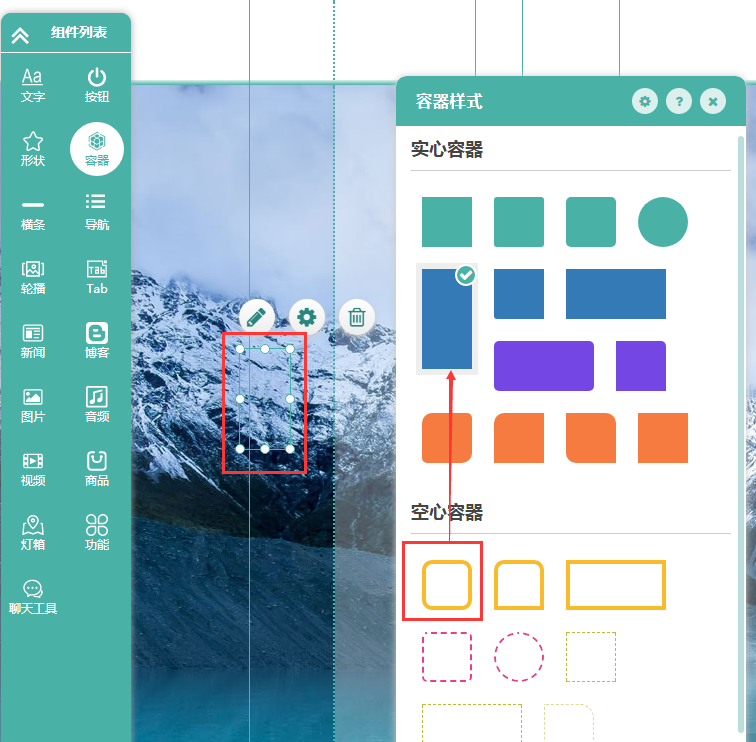 组件列表
Aa
文字
按钮
形状
容器
横条
导航
轮播
Tab
Tab
新闻
博客
图片
音频
视频
商品
灯箱
功能
聊天工具
容器样式
?
实心容器
空心容器